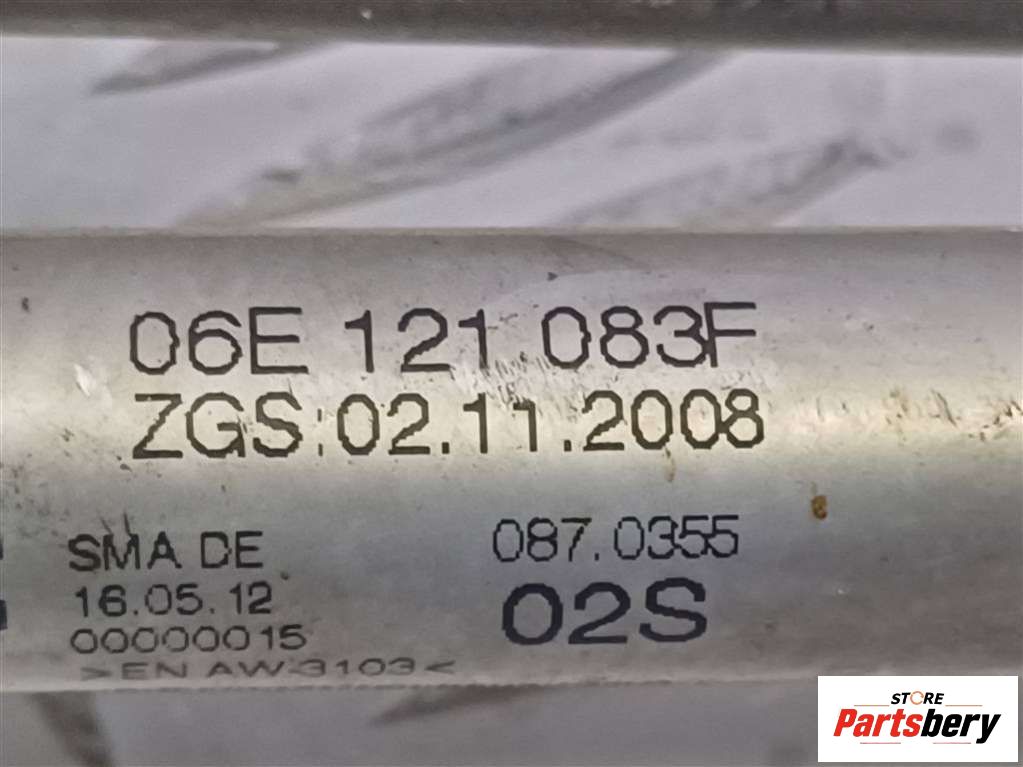 06E 121 083F
ZGS:02.11.2008
SMA DE
087.0355
16.05.12
02S
00000015
>EN AW-3103<
STORE
Partsbery